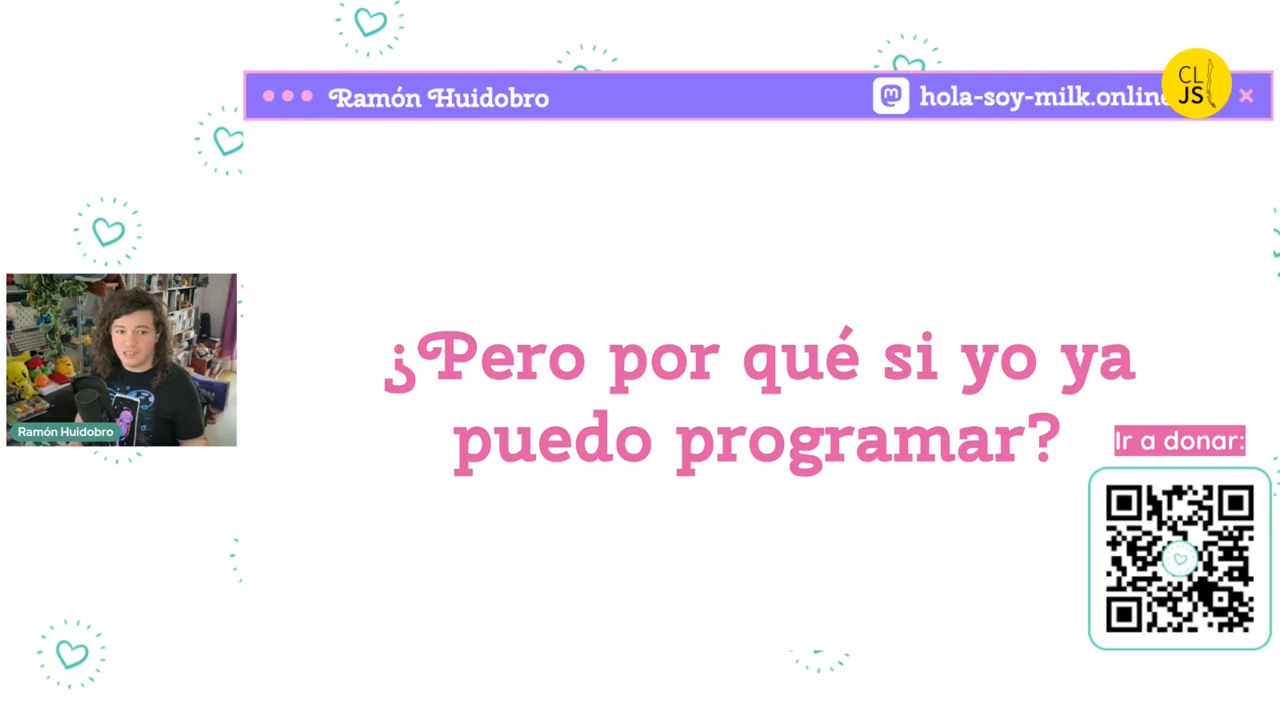 Ramón Huidobro
hola-soy-milk.online
CL
JS
¿Pero por qué si yo ya
puedo programar?
Ir a donar:
Ramón Huidobro